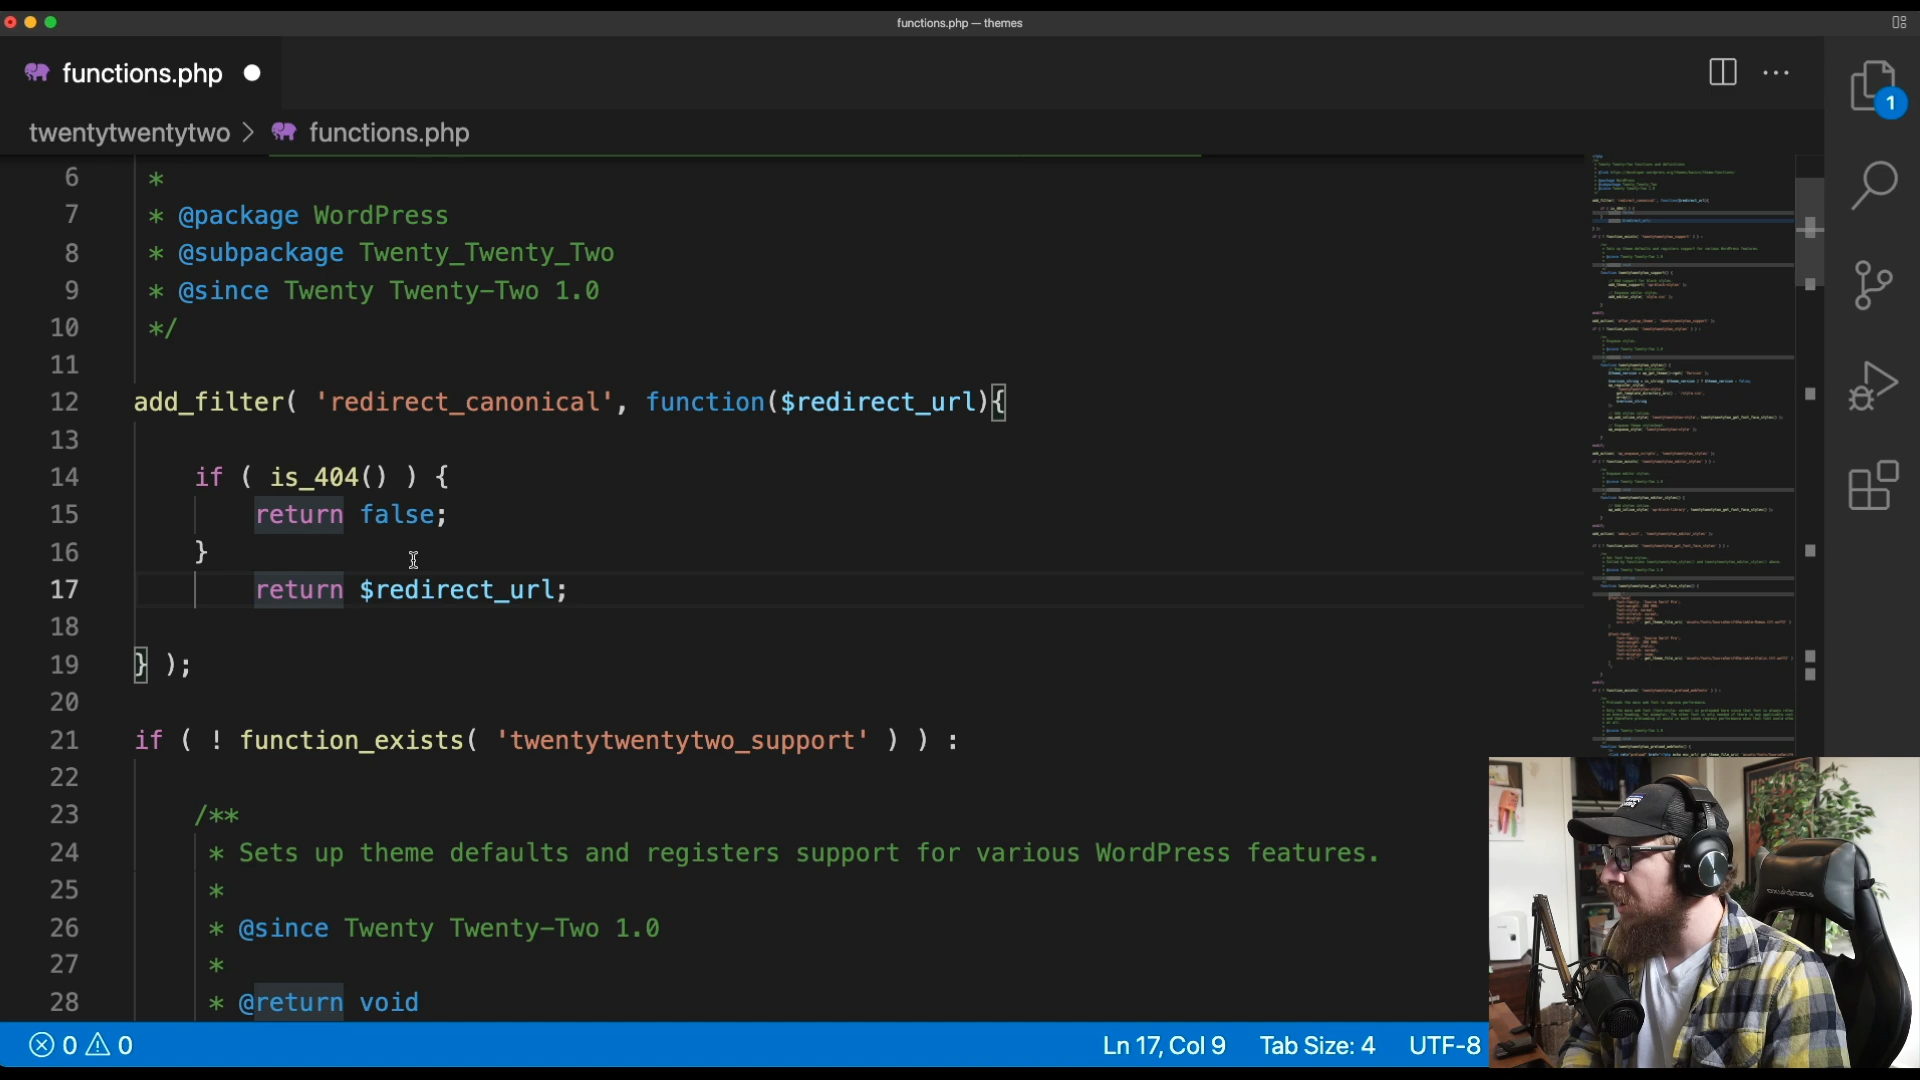 functions.php — themes
functions.php
1
twentytwentytwo > functions.php
6 *
7 * @package WordPress
8 * @subpackage Twenty_Twenty_Two
9 * @since Twenty Twenty-Two 1.0
10 */
11
12 add_filter( 'redirect_canonical', function($redirect_url){
13
14 if ( is_404() ) {
15 return false;
16 }
17 return $redirect_url;
18
19 } );
20
21 if ( ! function_exists( 'twentytwentytwo_support' ) ) :
22
23 /**
24 * Sets up theme defaults and registers support for various WordPress features.
25 *
26 * @since Twenty Twenty-Two 1.0
27 *
28 * @return void
0 0 Ln 17, Col 9 Tab Size: 4 UTF-8